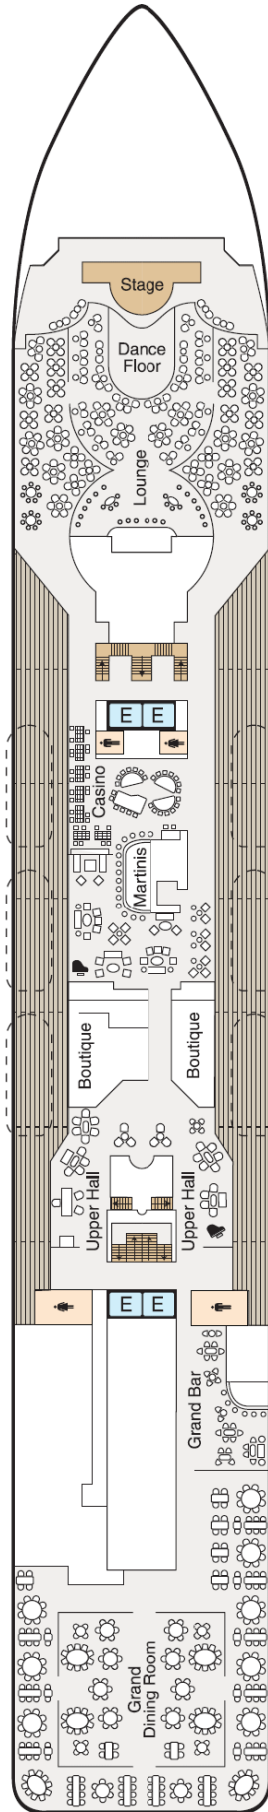 Stage
Dance
Floor
Lounge
E E
Casino
Martinis
Boutique
Boutique
Upper Hall
Upper Hall
E E
Grand Bar
Grand
Dining Room